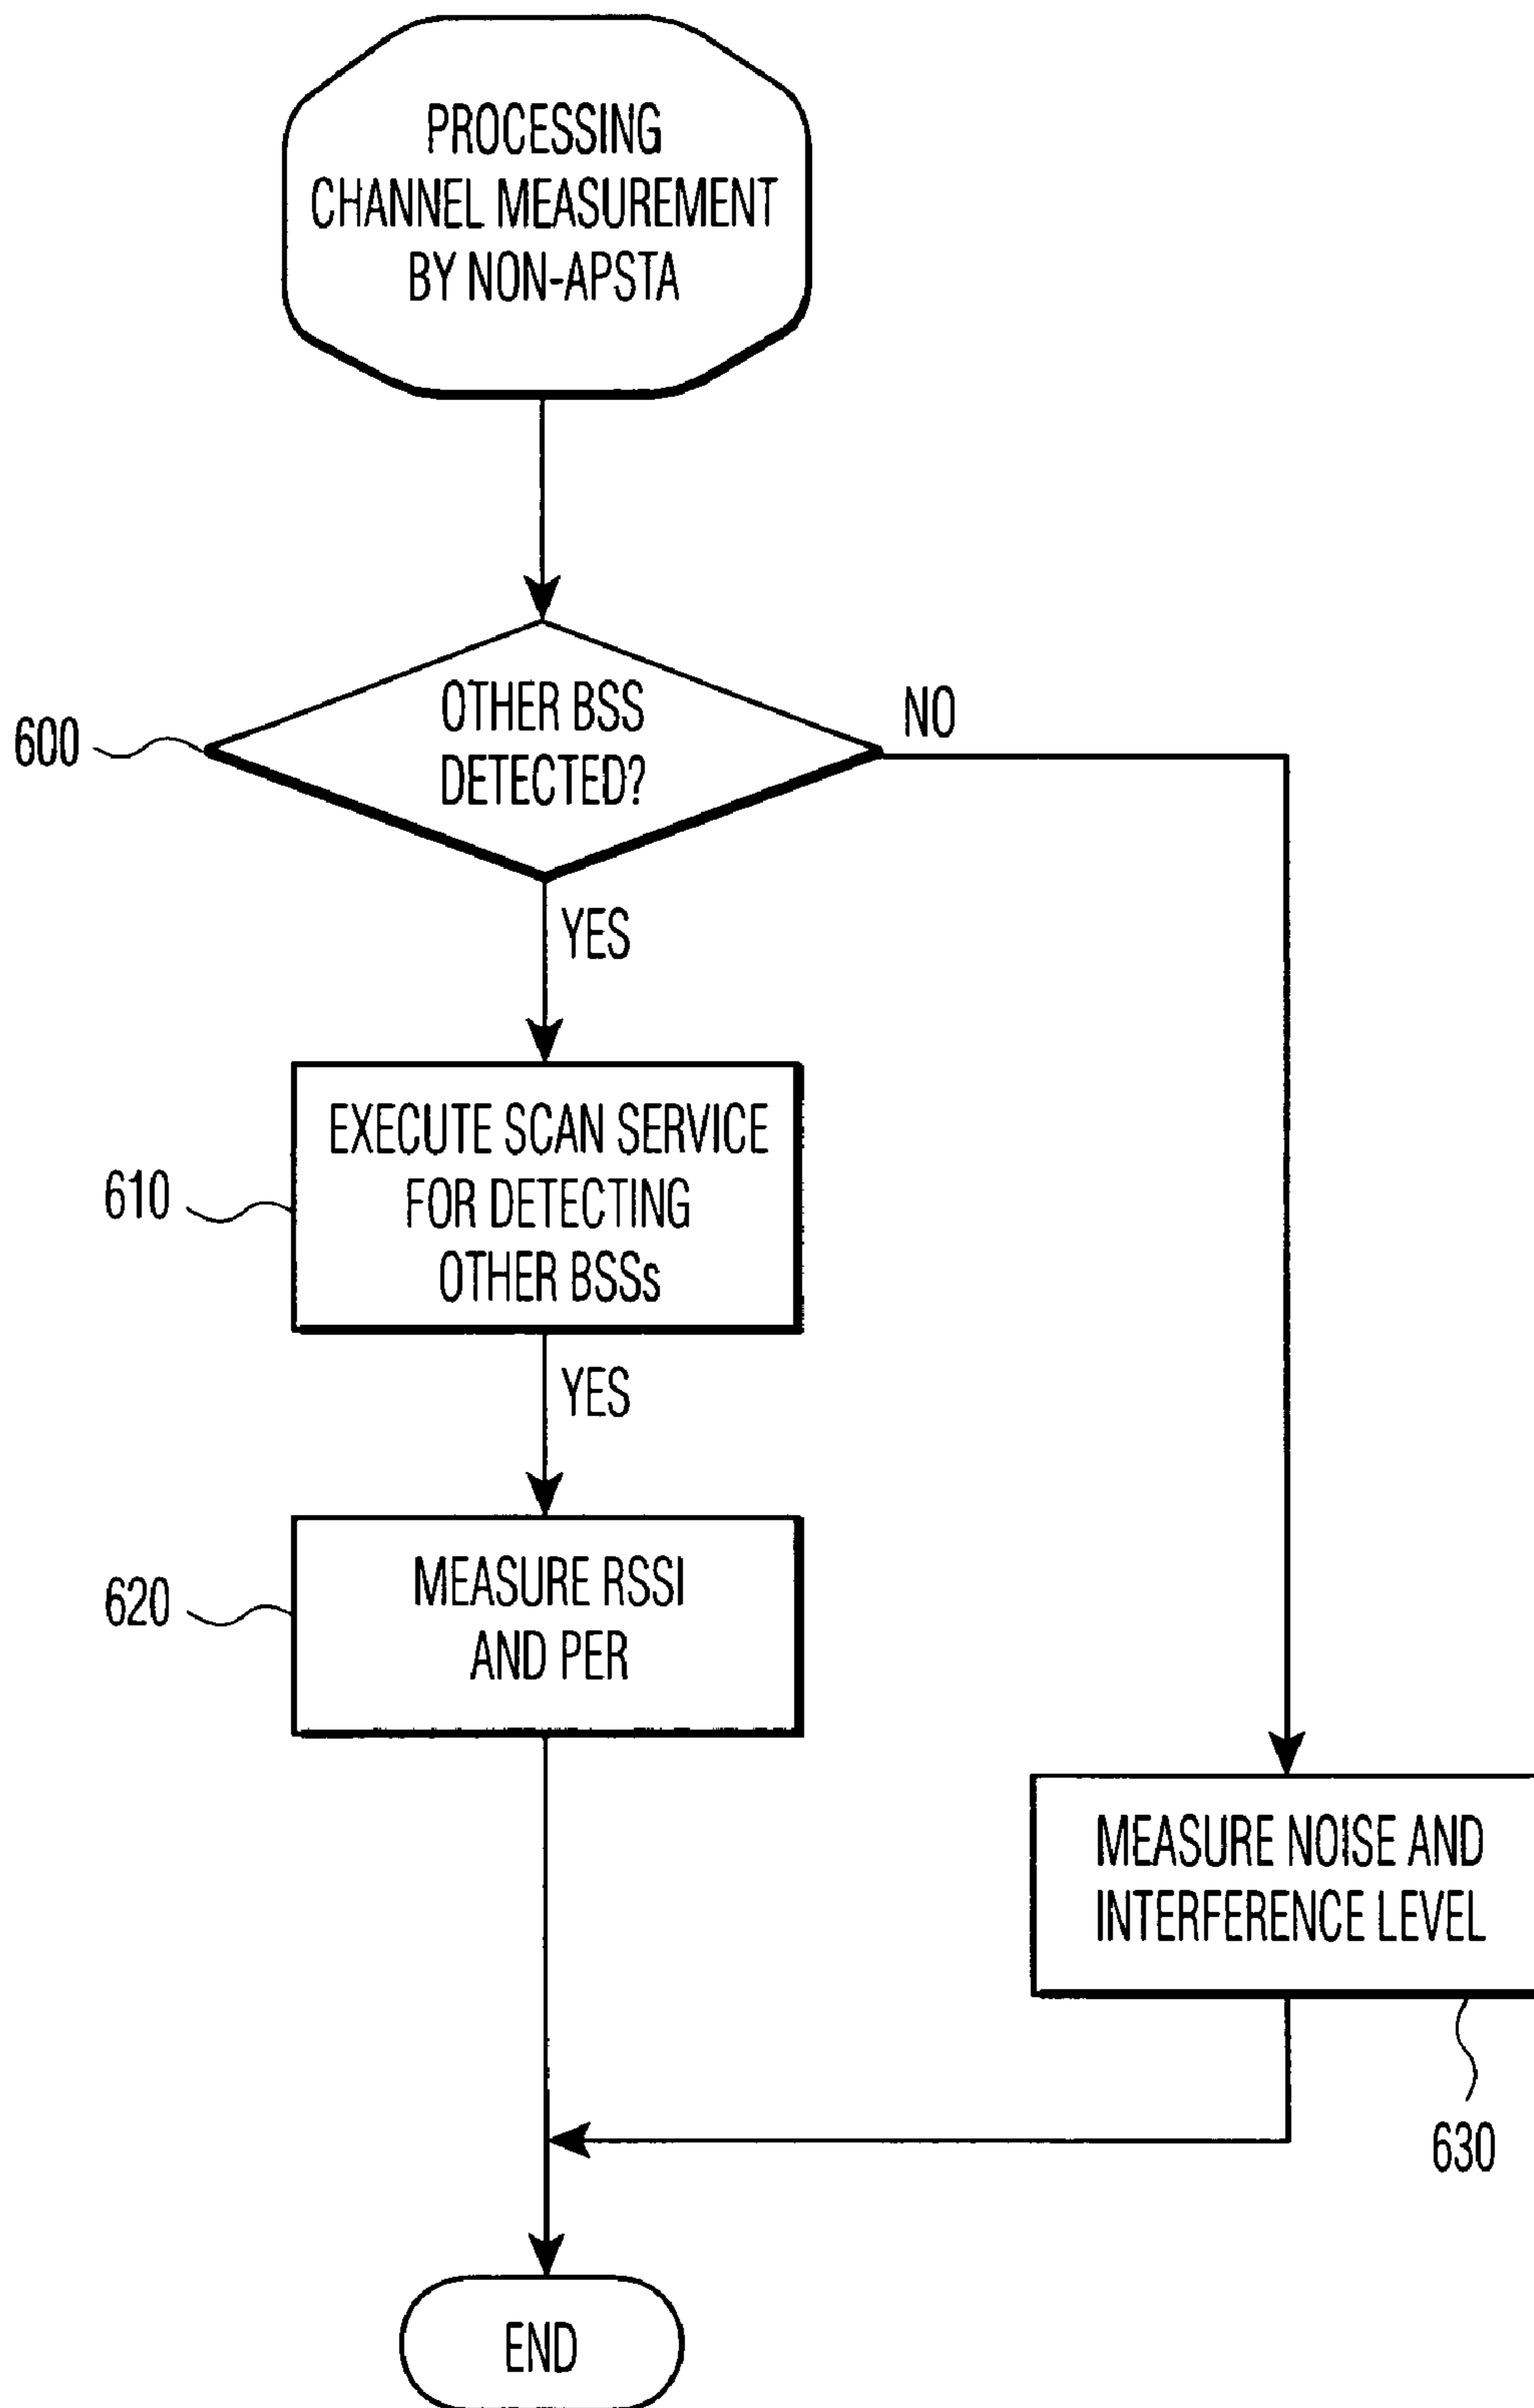 PROCESSING
CHANNEL MEASUREMENT
BY NON-APSTA
600
OTHER BSS
DETECTED?
NO
YES
610
EXECUTE SCAN SERVICE
FOR DETECTING
OTHER BSSs
YES
620
MEASURE RSSI
AND PER
MEASURE NOISE AND
INTERFERENCE LEVEL
630
END